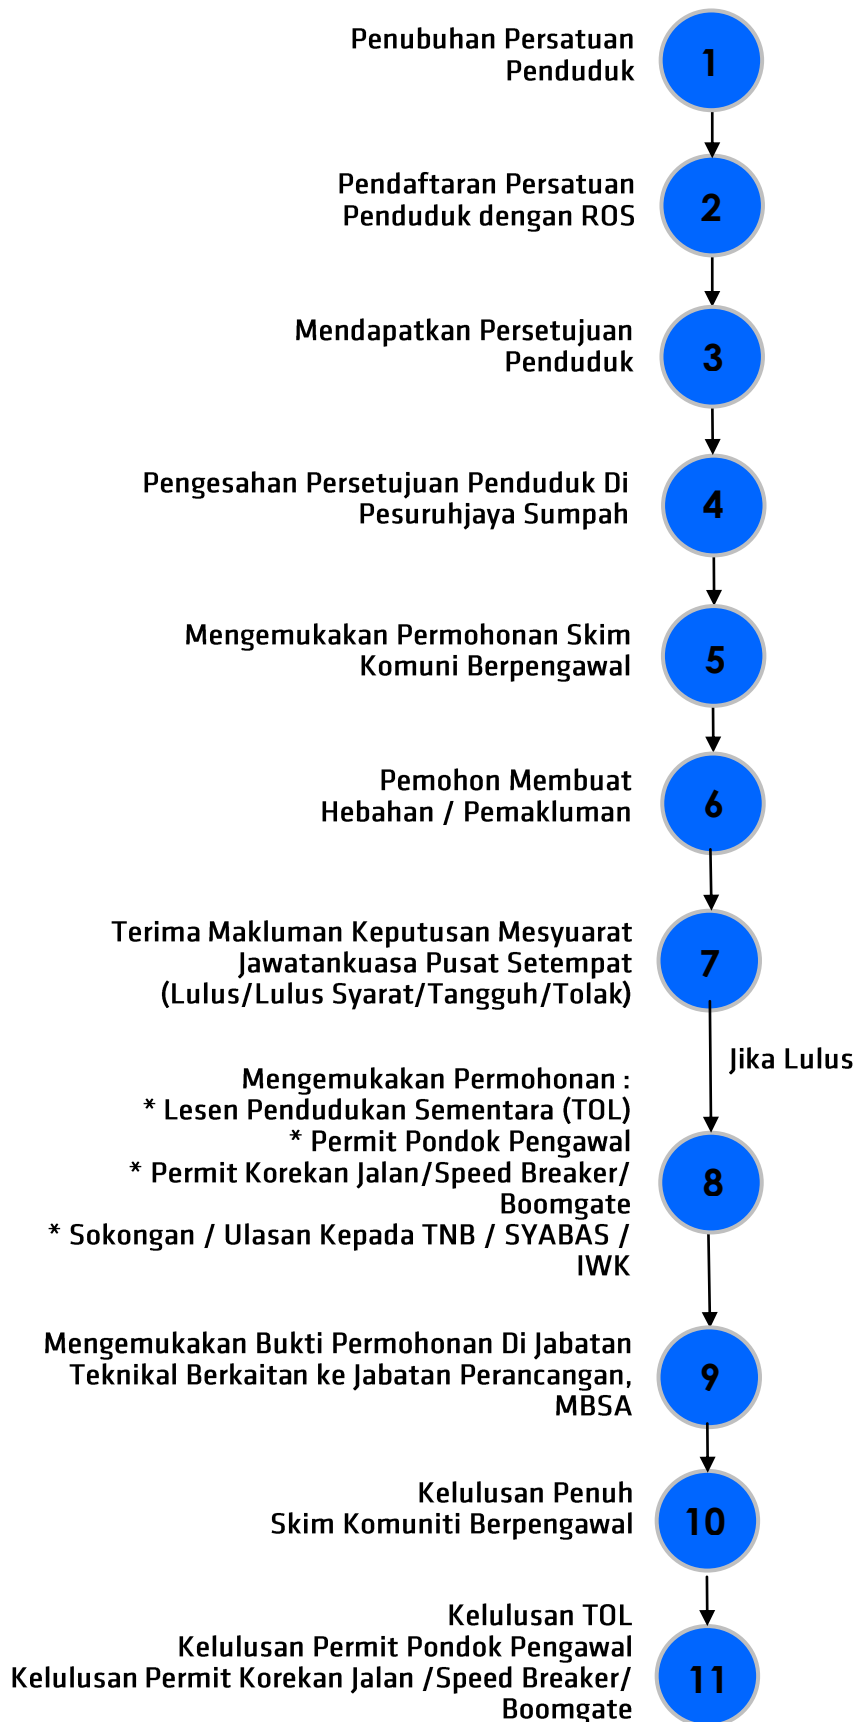 Penubuhan Persatuan
Penduduk
1
Pendaftaran Persatuan
Penduduk dengan ROS
2
Mendapatkan Persetujuan
Penduduk
3
Pengesahan Persetujuan Penduduk Di
Pesuruhjaya Sumpah
4
Mengemukakan Permohonan Skim
Komuni Berpengawal
5
Pemohon Membuat
Hebahan / Pemakluman
6
Terima Makluman Keputusan Mesyuarat
Jawatankuasa Pusat Setempat
(Lulus/Lulus Syarat/Tangguh/Tolak)
7
Jika Lulus
Mengemukakan Permohonan :
* Lesen Pendudukan Sementara (TOL)
* Permit Pondok Pengawal
* Permit Korekan Jalan/Speed Breaker/
Boomgate
* Sokongan / Ulasan Kepada TNB / SYABAS /
IWK
8
Mengemukakan Bukti Permohonan Di Jabatan
Teknikal Berkaitan ke Jabatan Perancangan,
MBSA
9
Kelulusan Penuh
Skim Komuniti Berpengawal
10
Kelulusan TOL
Kelulusan Permit Pondok Pengawal
Kelulusan Permit Korekan Jalan /Speed Breaker/
Boomgate
11